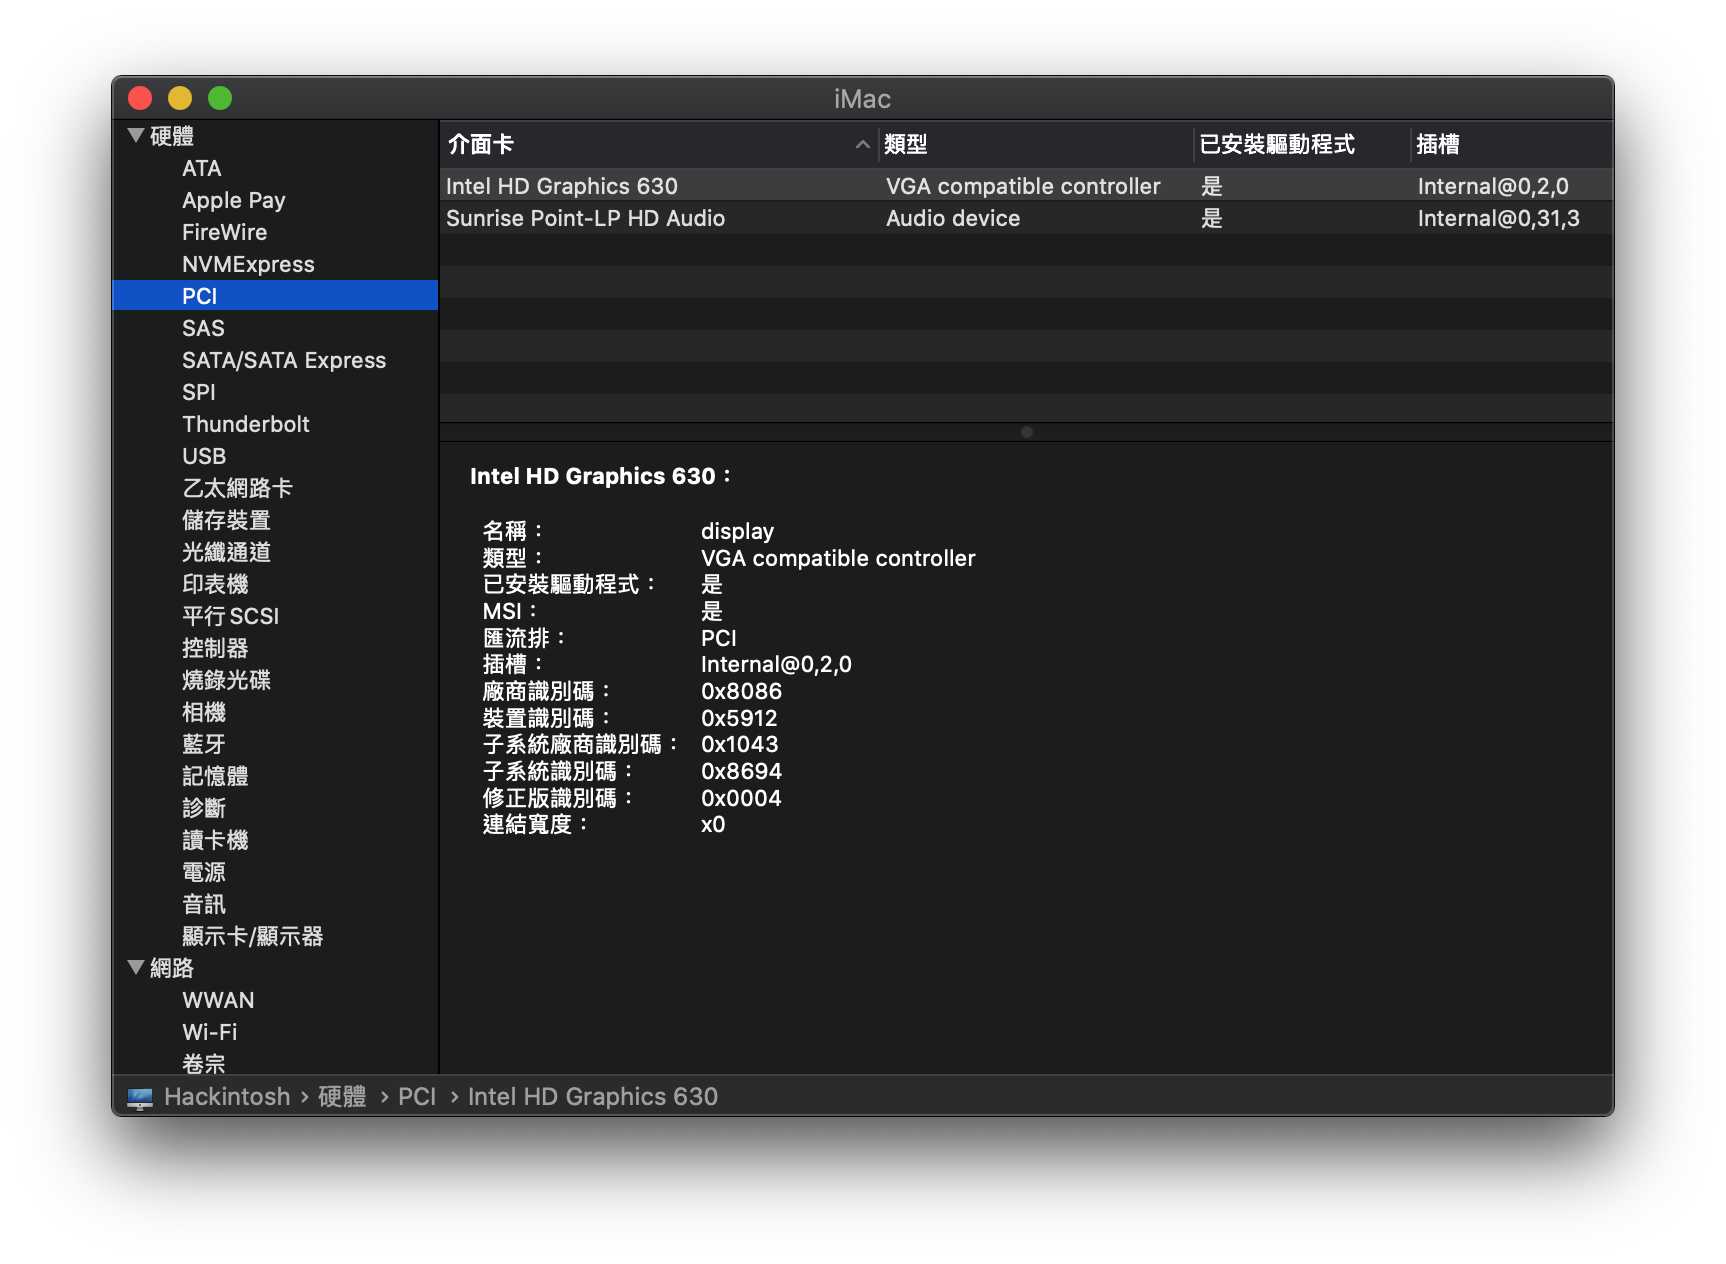 iMac
硬體
ATA
Apple Pay
FireWire
NVMExpress
PCI
SAS
SATA/SATA Express
SPI
Thunderbolt
USB
乙太網路卡
儲存裝置
光纖通道
印表機
平行 SCSI
控制器
燒錄光碟
相機
藍牙
記憶體
診斷
讀卡機
電源
音訊
顯示卡/顯示器
網路
WWAN
Wi-Fi
卷宗
介面卡 類型 已安裝驅動程式 插槽
Intel HD Graphics 630 VGA compatible controller 是 Internal@0,2,0
Sunrise Point-LP HD Audio Audio device 是 Internal@0,31,3
Intel HD Graphics 630：
名稱： display
類型： VGA compatible controller
已安裝驅動程式： 是
MSI： 是
匯流排： PCI
插槽： Internal@0,2,0
廠商識別碼： 0x8086
裝置識別碼： 0x5912
子系統廠商識別碼： 0x1043
子系統識別碼： 0x8694
修正版識別碼： 0x0004
連結寬度： x0
Hackintosh › 硬體 › PCI › Intel HD Graphics 630